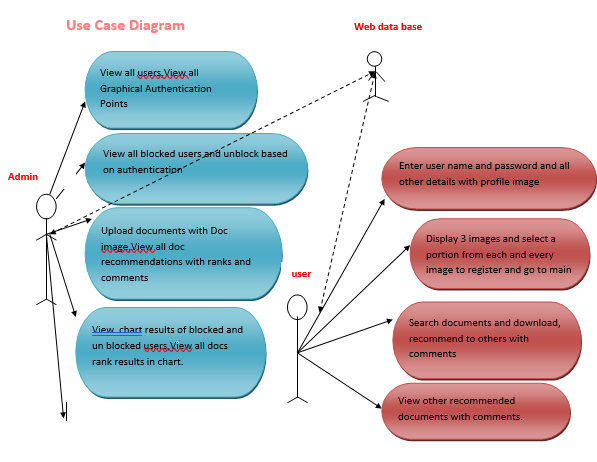 Use Case Diagram
Web data base
View all users,View all
Graphical Authentication
Points
View all blocked users and unblock based
on authentication
Admin
Enter user name and password and all
other details with profile image
Upload documents with Doc
image,View all doc
recommendations with ranks and
comments
Display 3 images and select a
portion from each and every
image to register and go to main
user
View chart results of blocked and
un blocked users,View all docs
rank results in chart.
Search documents and download,
recommend to others with
comments
View other recommended
documents with comments.